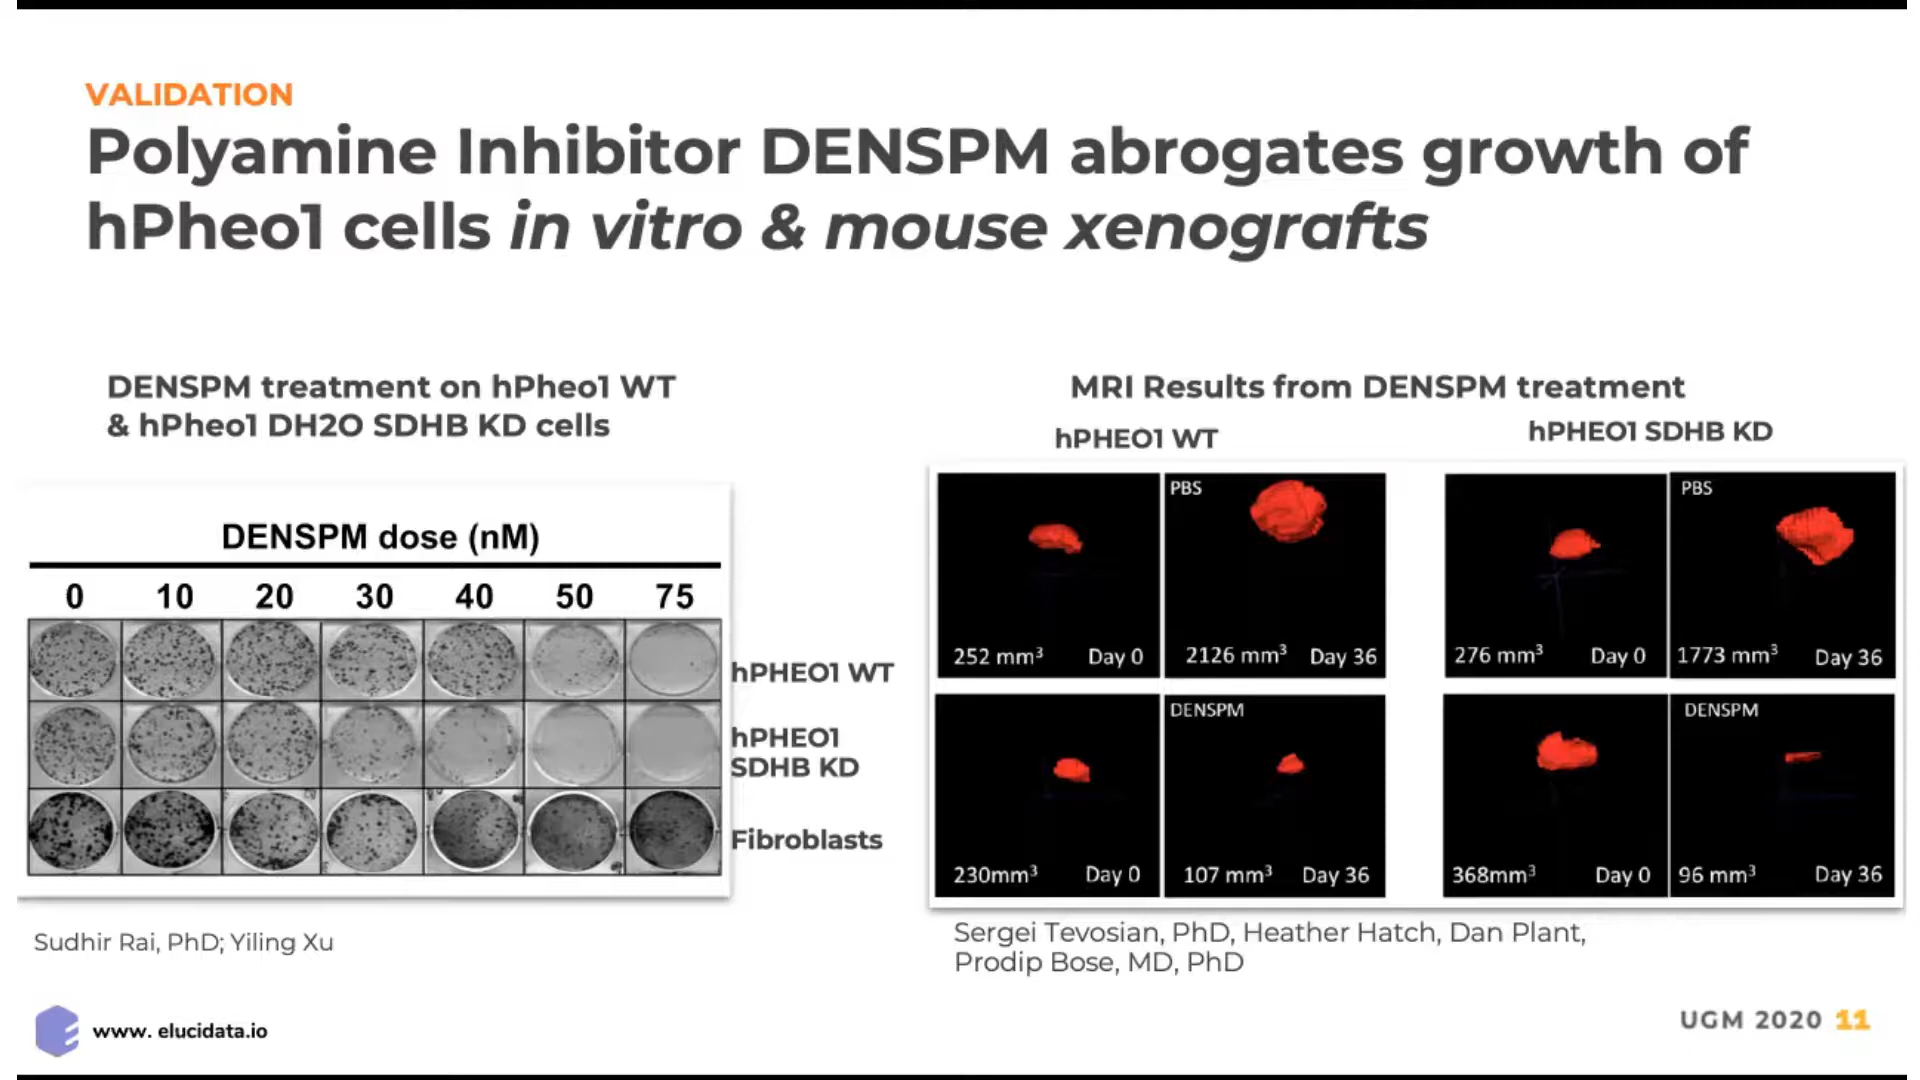 VALIDATION
Polyamine Inhibitor DENSPM abrogates growth of
hPheo1 cells in vitro & mouse xenografts
DENSPM treatment on hPheo1 WT
& hPheo1 DH2O SDHB KD cells
DENSPM dose (nM)
0 10 20 30 40 50 75
hPHEO1 WT
hPHEO1
SDHB KD
Fibroblasts
Sudhir Rai, PhD; Yiling Xu
MRI Results from DENSPM treatment
hPHEO1 WT
hPHEO1 SDHB KD
PBS
PBS
252 mm³ Day 0
2126 mm³ Day 36
276 mm³ Day 0
1773 mm³ Day 36
DENSPM
DENSPM
230mm³ Day 0
107 mm³ Day 36
368mm³ Day 0
96 mm³ Day 36
Sergei Tevosian, PhD, Heather Hatch, Dan Plant,
Prodip Bose, MD, PhD
www. elucidata.io
UGM 2020 11